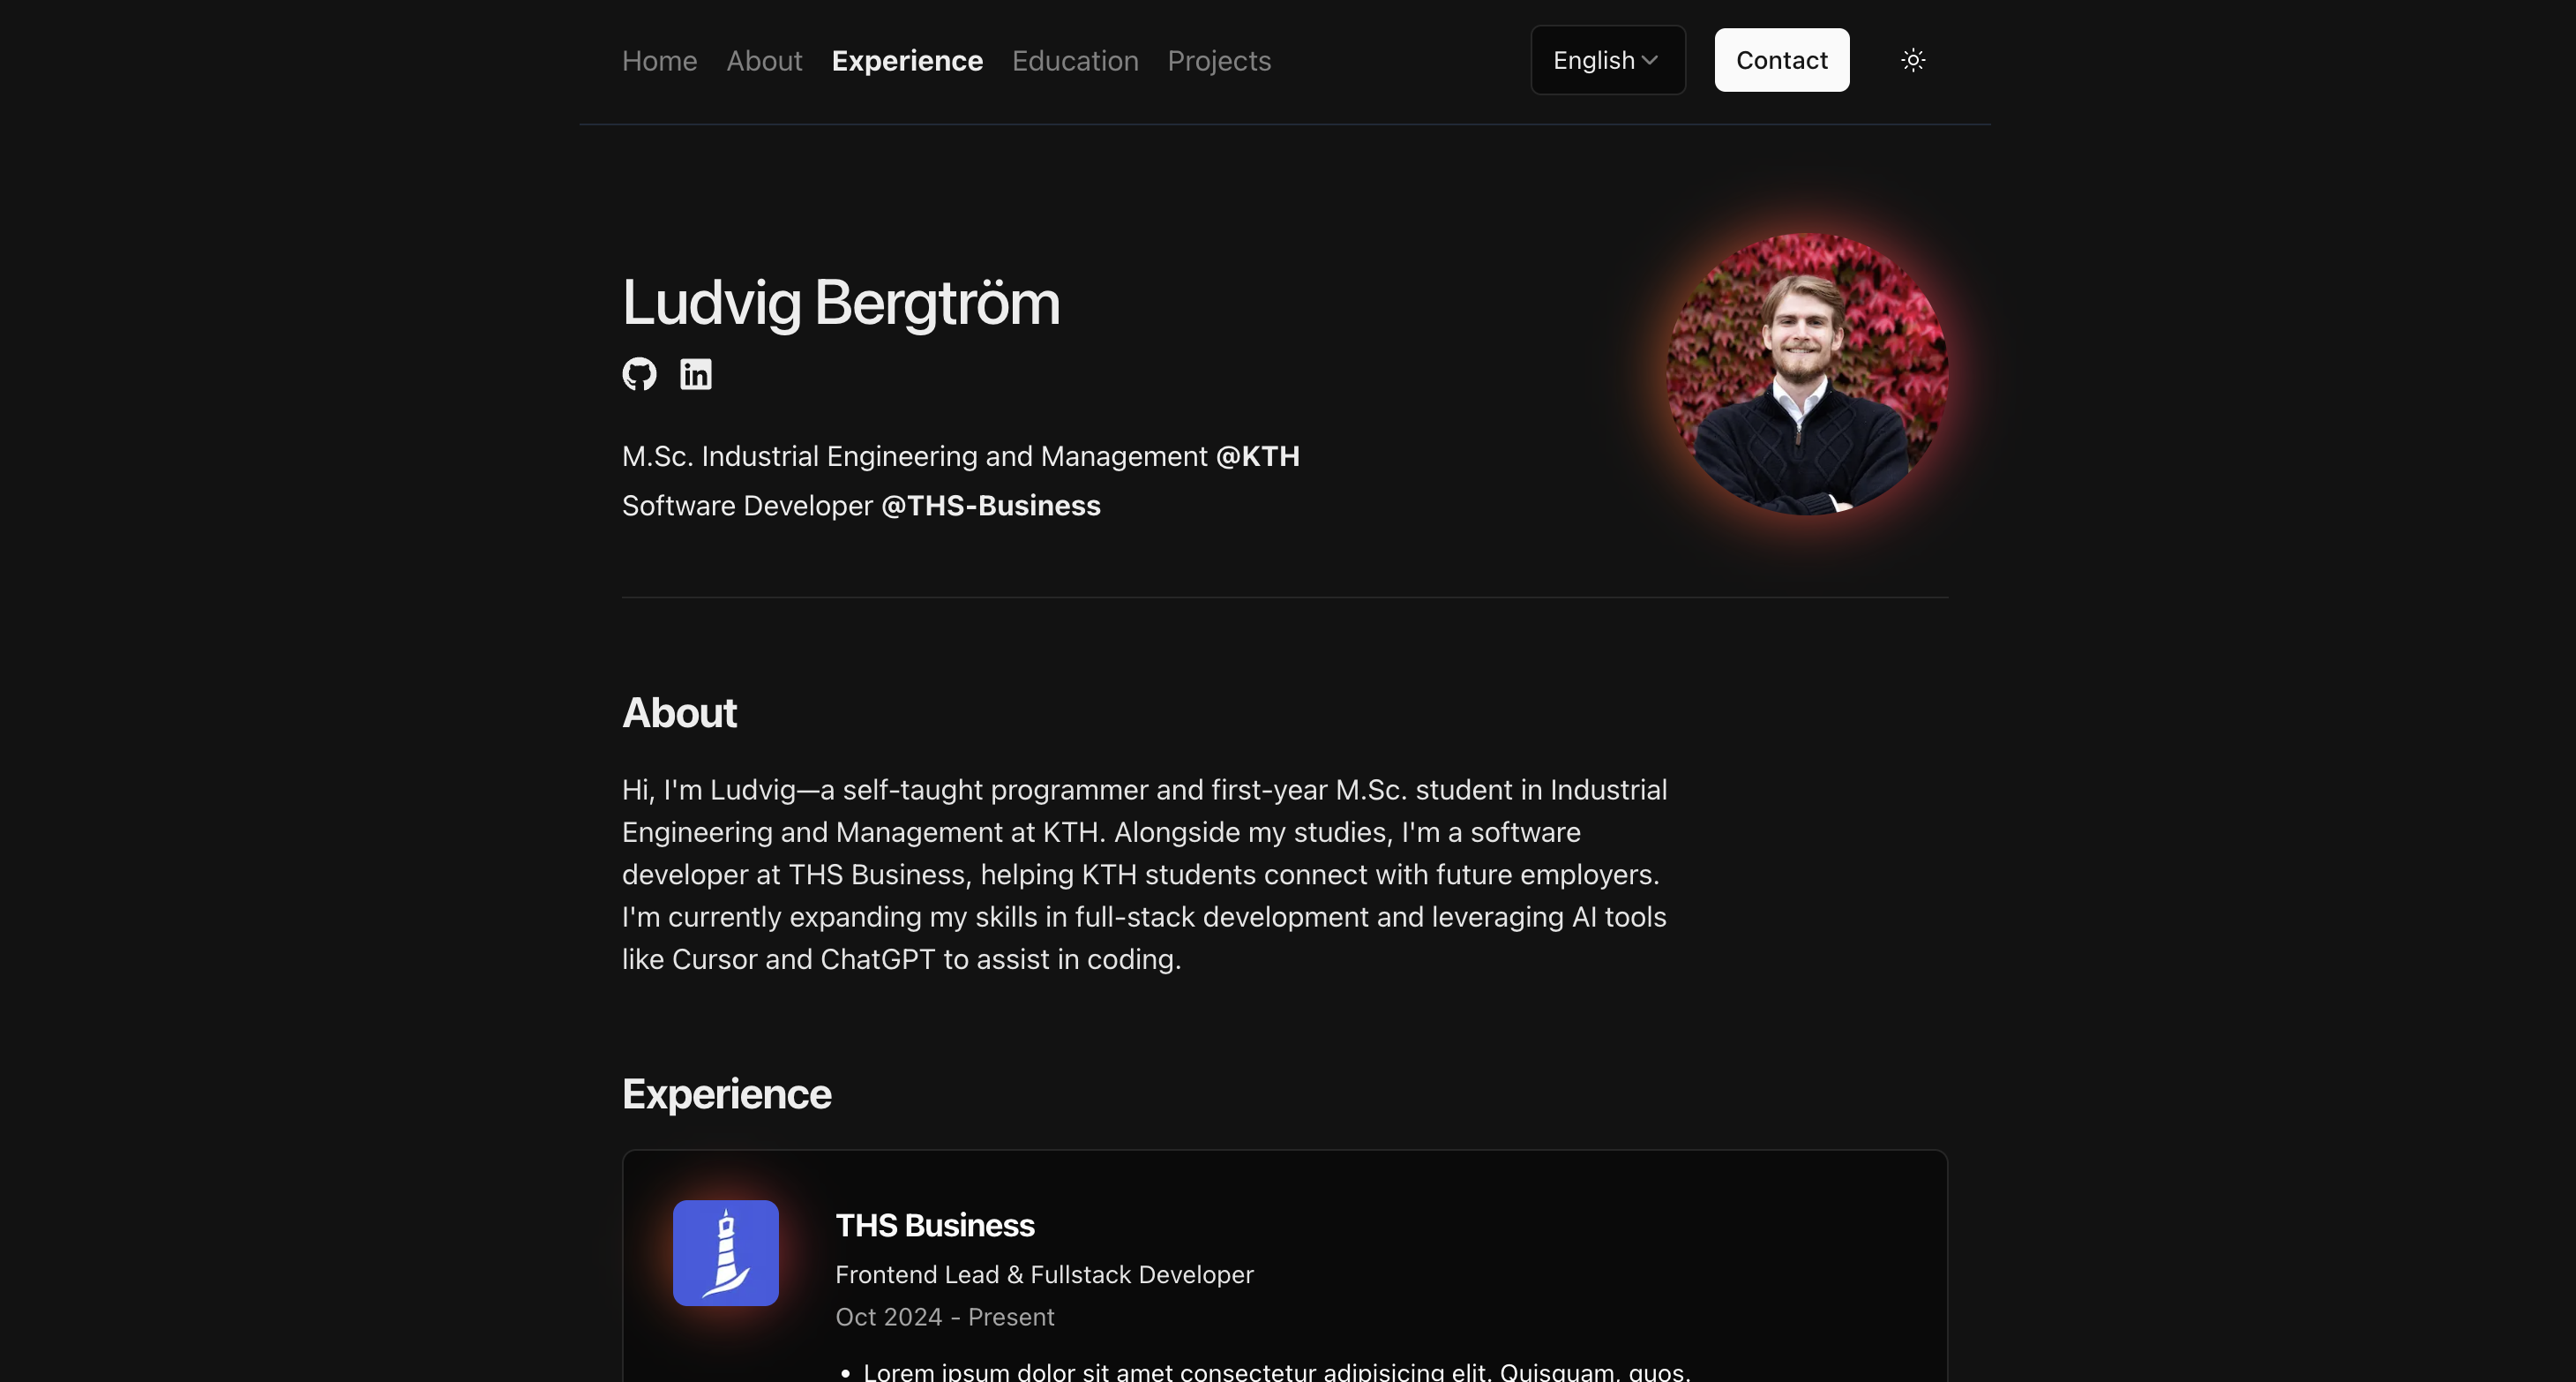 Home About Experience Education Projects English Contact
Ludvig Bergtröm
in
M.Sc. Industrial Engineering and Management @KTH
Software Developer @THS-Business
About
Hi, I'm Ludvig—a self-taught programmer and first-year M.Sc. student in Industrial
Engineering and Management at KTH. Alongside my studies, I'm a software
developer at THS Business, helping KTH students connect with future employers.
I'm currently expanding my skills in full-stack development and leveraging AI tools
like Cursor and ChatGPT to assist in coding.
Experience
THS Business
Frontend Lead & Fullstack Developer
Oct 2024 - Present
• Lorem ipsum dolor sit amet consectetur adipisicing elit. Quisquam, quos.